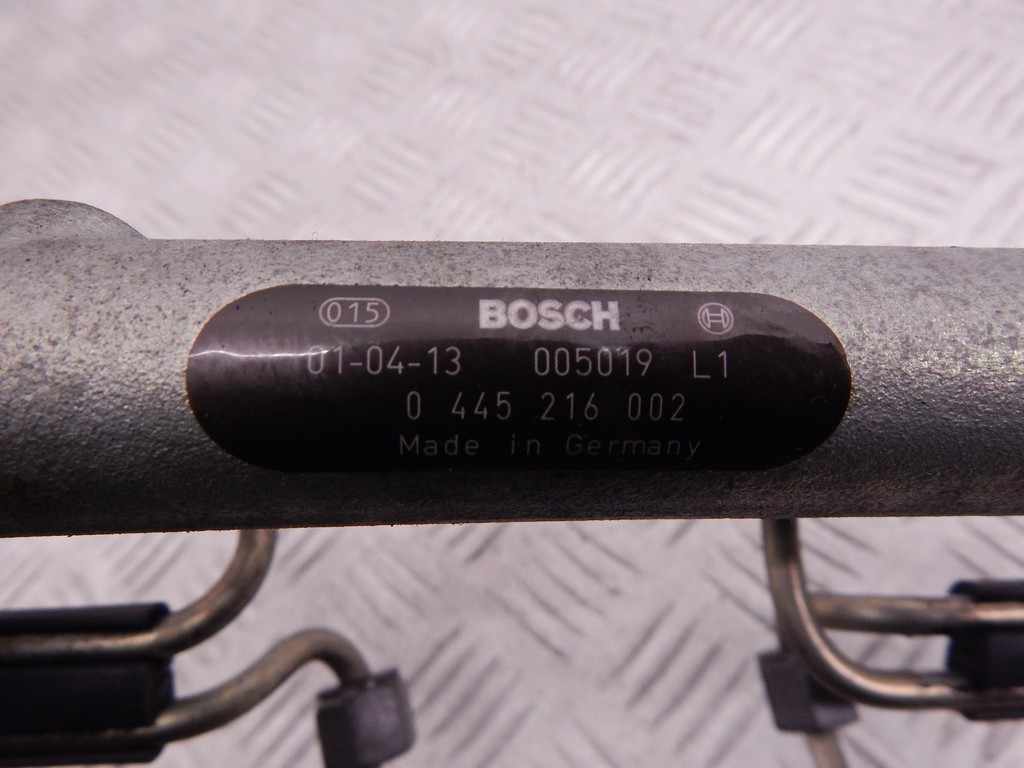 015 BOSCH
01-04-13 005019 L1
0 445 216 002
Made in Germany